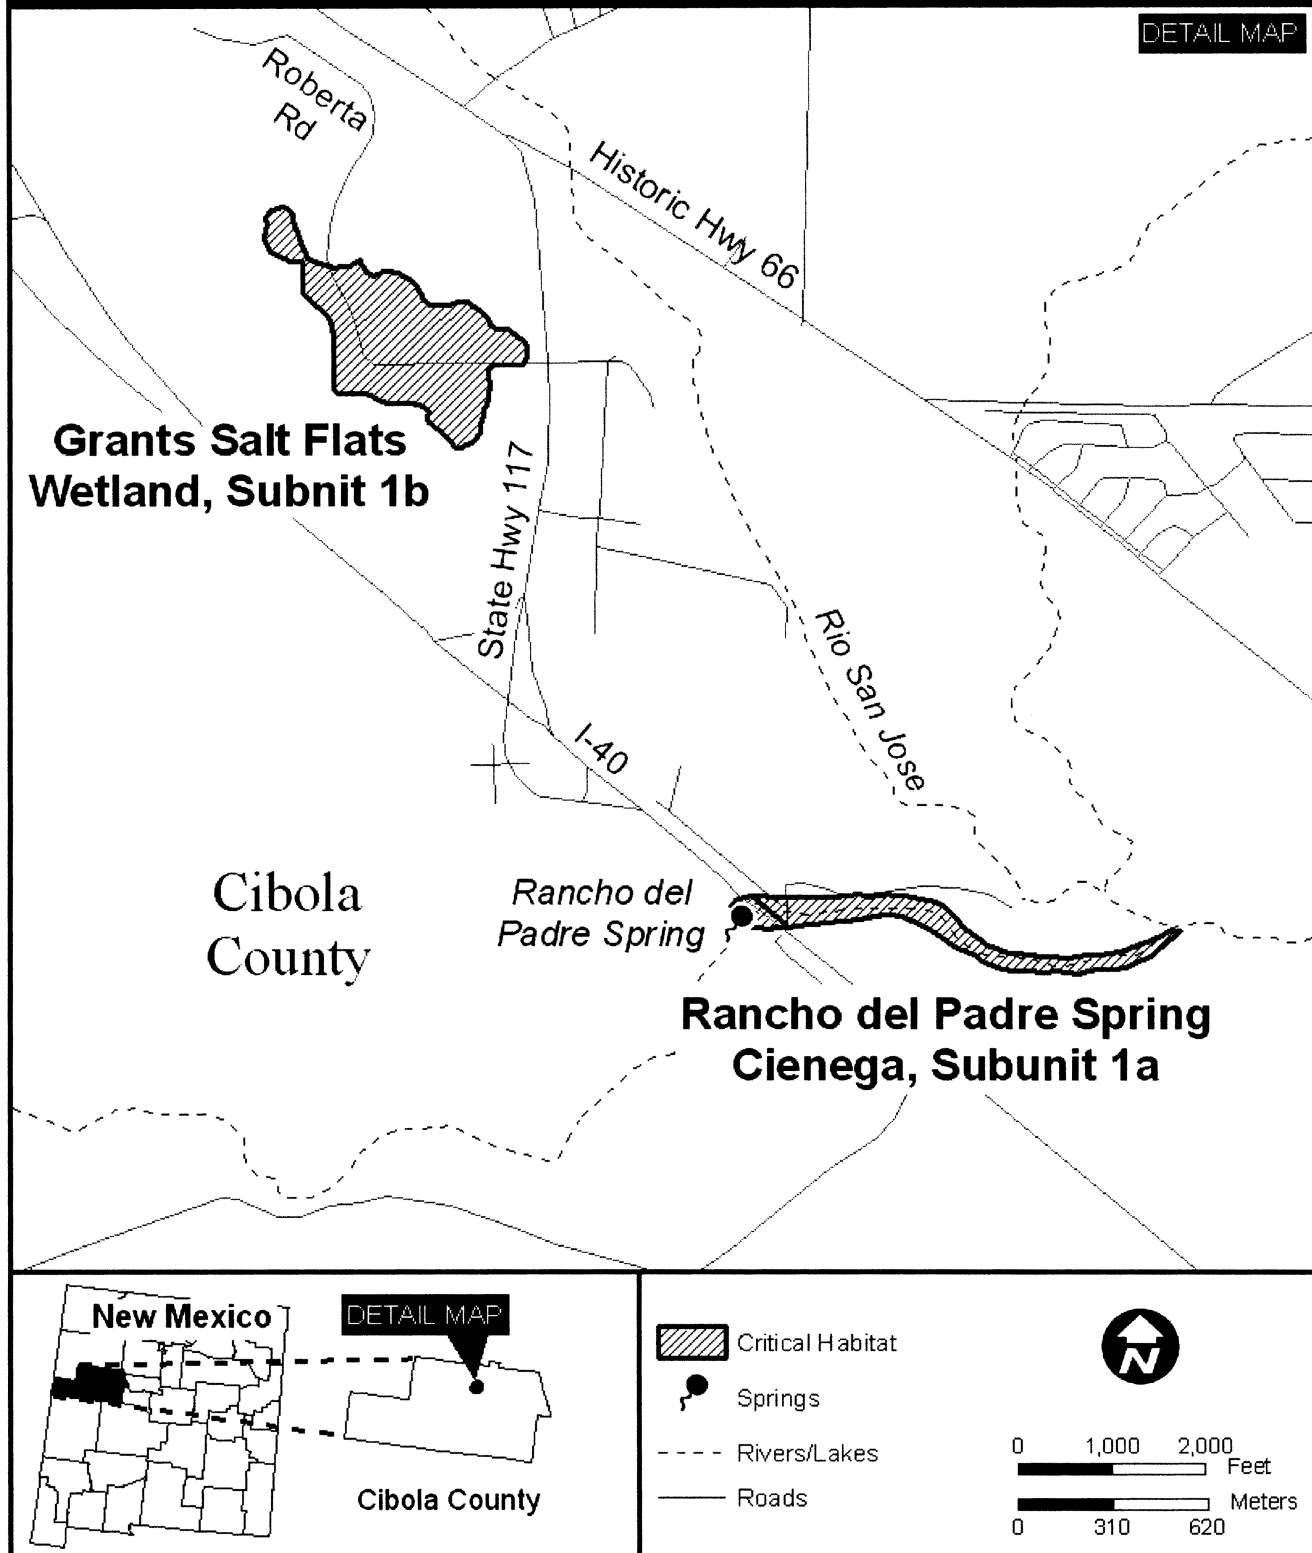 DETAIL MAP
Roberta
Rd
Historic Hwy 66
Grants Salt Flats
Wetland, Subnit 1b
State Hwy 117
Rio San Jose
I-40
Cibola
County
Rancho del
Padre Spring
Rancho del Padre Spring
Cienega, Subunit 1a
New Mexico
DETAIL MAP
Cibola County
Critical Habitat
Springs
Rivers/Lakes
Roads
N
0 1,000 2,000
Feet
Meters
0 310 620